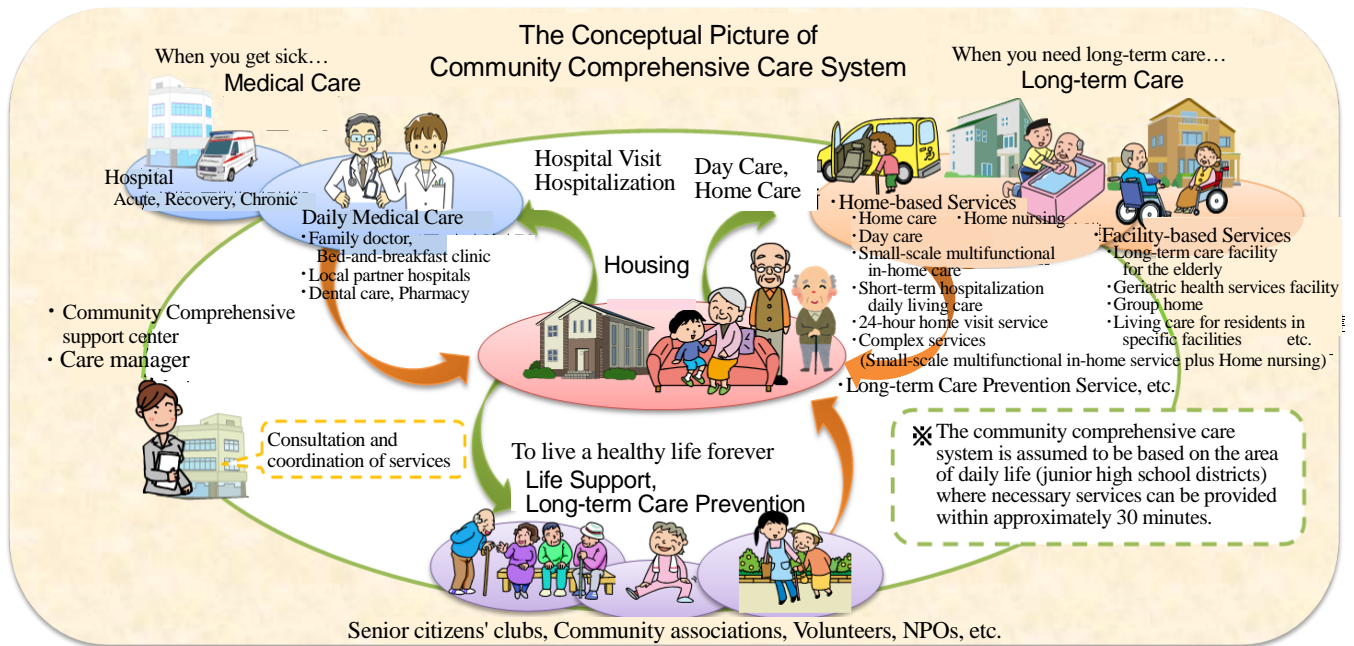 The Conceptual Picture of
Community Comprehensive Care System
When you get sick…
Medical Care
Hospital
Acute, Recovery, Chronic
Daily Medical Care
・Family doctor,
Bed-and-breakfast clinic
・Local partner hospitals
・Dental care, Pharmacy
Hospital Visit
Hospitalization
Day Care,
Home Care
When you need long-term care…
Long-term Care
・Home-based Services
・Home care ・Home nursing
・Day care
・Small-scale multifunctional
in-home care
・Short-term hospitalization
daily living care
・24-hour home visit service
・Complex services
(Small-scale multifunctional in-home service plus Home nursing)
・Long-term Care Prevention Service, etc.
・Facility-based Services
・Long-term care facility
for the elderly
・Geriatric health services facility
・Group home
・Living care for residents in
specific facilities etc.
Housing
・Community Comprehensive
support center
・Care manager
Consultation and
coordination of services
To live a healthy life forever
Life Support,
Long-term Care Prevention
※ The community comprehensive care
system is assumed to be based on the area
of daily life (junior high school districts)
where necessary services can be provided
within approximately 30 minutes.
Senior citizens' clubs, Community associations, Volunteers, NPOs, etc.